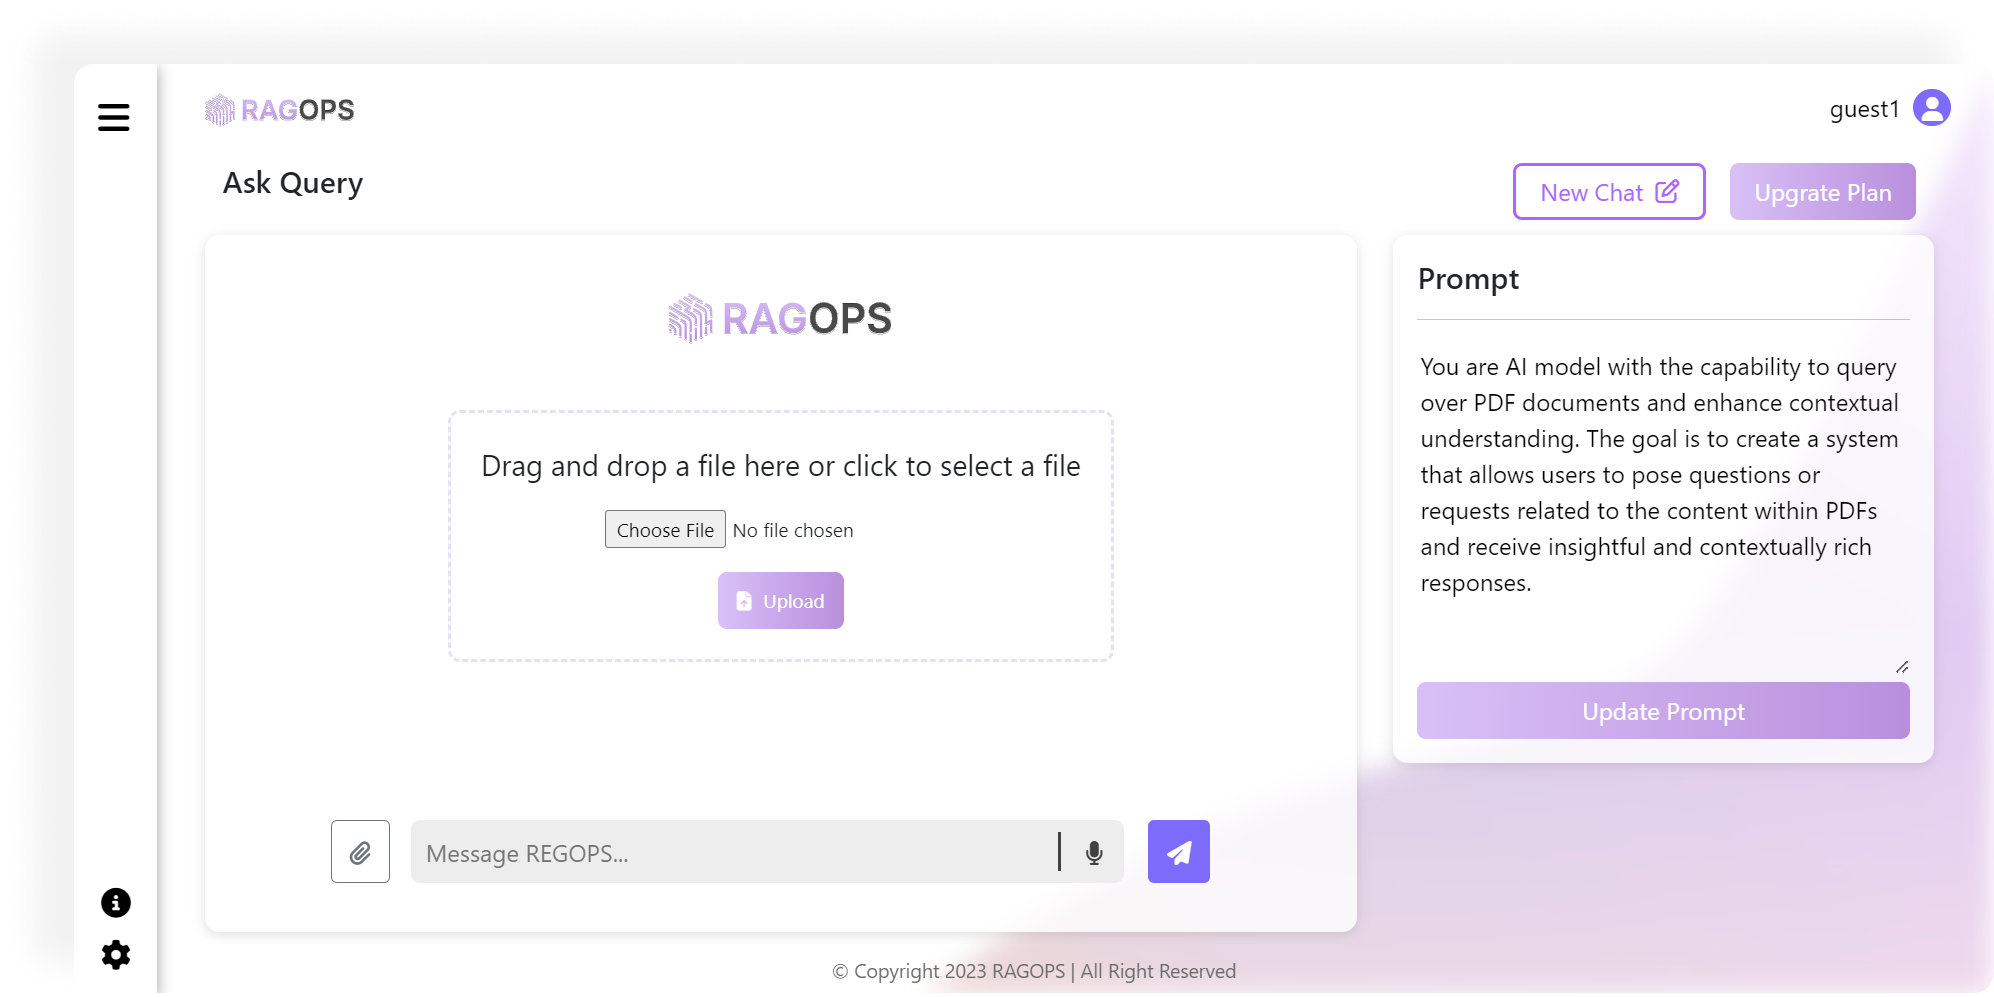 RAGOPS
guest1
Ask Query
New Chat
Upgrate Plan
RAGOPS
Drag and drop a file here or click to select a file
Choose File No file chosen
Upload
Message REGOPS...
Prompt
You are AI model with the capability to query
over PDF documents and enhance contextual
understanding. The goal is to create a system
that allows users to pose questions or
requests related to the content within PDFs
and receive insightful and contextually rich
responses.
Update Prompt
© Copyright 2023 RAGOPS | All Right Reserved